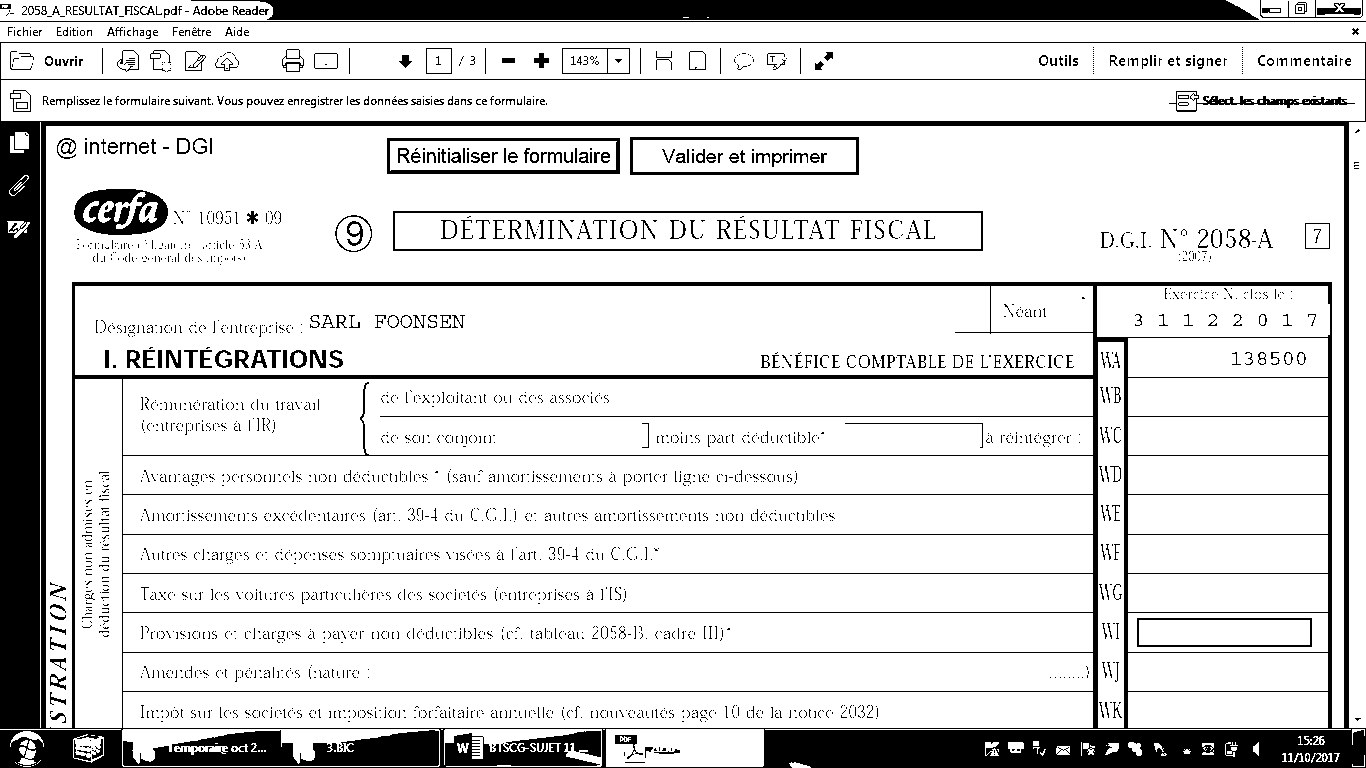 2058_A_RESULTAT_FISCAL.pdf - Adobe Reader
Fichier Edition Affichage Fenêtre Aide
Ouvrir 1 / 3 143% Outils Remplir et signer Commentaire
Remplissez le formulaire suivant. Vous pouvez enregistrer les données saisies dans ce formulaire. Sélect. les champs existants
@ internet - DGI Réinitialiser le formulaire Valider et imprimer
cerfa N° 10951 ✱ 09
Formulaire obligatoire (article 53 A
du Code général des impôts)
9 DÉTERMINATION DU RÉSULTAT FISCAL
D.G.I. N° 2058-A 7
(2007)
Exercice N, clos le :
Désignation de l'entreprise : SARL FOONSEN Néant 3 1 1 2 2 0 1 7
I. RÉINTÉGRATIONS BÉNÉFICE COMPTABLE DE L'EXERCICE WA 138500
Rémunération du travail
(entreprises à l'IR)
de l'exploitant ou des associés WB
de son conjoint ] moins part déductible* ] à réintégrer : WC
Charges non admises en
déduction du résultat fiscal
Avantages personnels non déductibles * (sauf amortissements à porter ligne ci-dessous) WD
Amortissements excédentaires (art. 39-4 du C.G.I.) et autres amortissements non déductibles WE
Autres charges et dépenses somptuaires visées à l'art. 39-4 du C.G.I.* WF
Taxe sur les voitures particulières des sociétés (entreprises à l'IS) WG
Provisions et charges à payer non déductibles (cf. tableau 2058-B, cadre III)* WI
Amendes et pénalités (nature : ........) WJ
Impôt sur les sociétés et imposition forfaitaire annuelle (cf. nouveautés page 10 de la notice 2032) WK
STRATION
Temporaire oct 2... 3.BIC BTSCG-SUJET 11 ...
15:26
11/10/2017